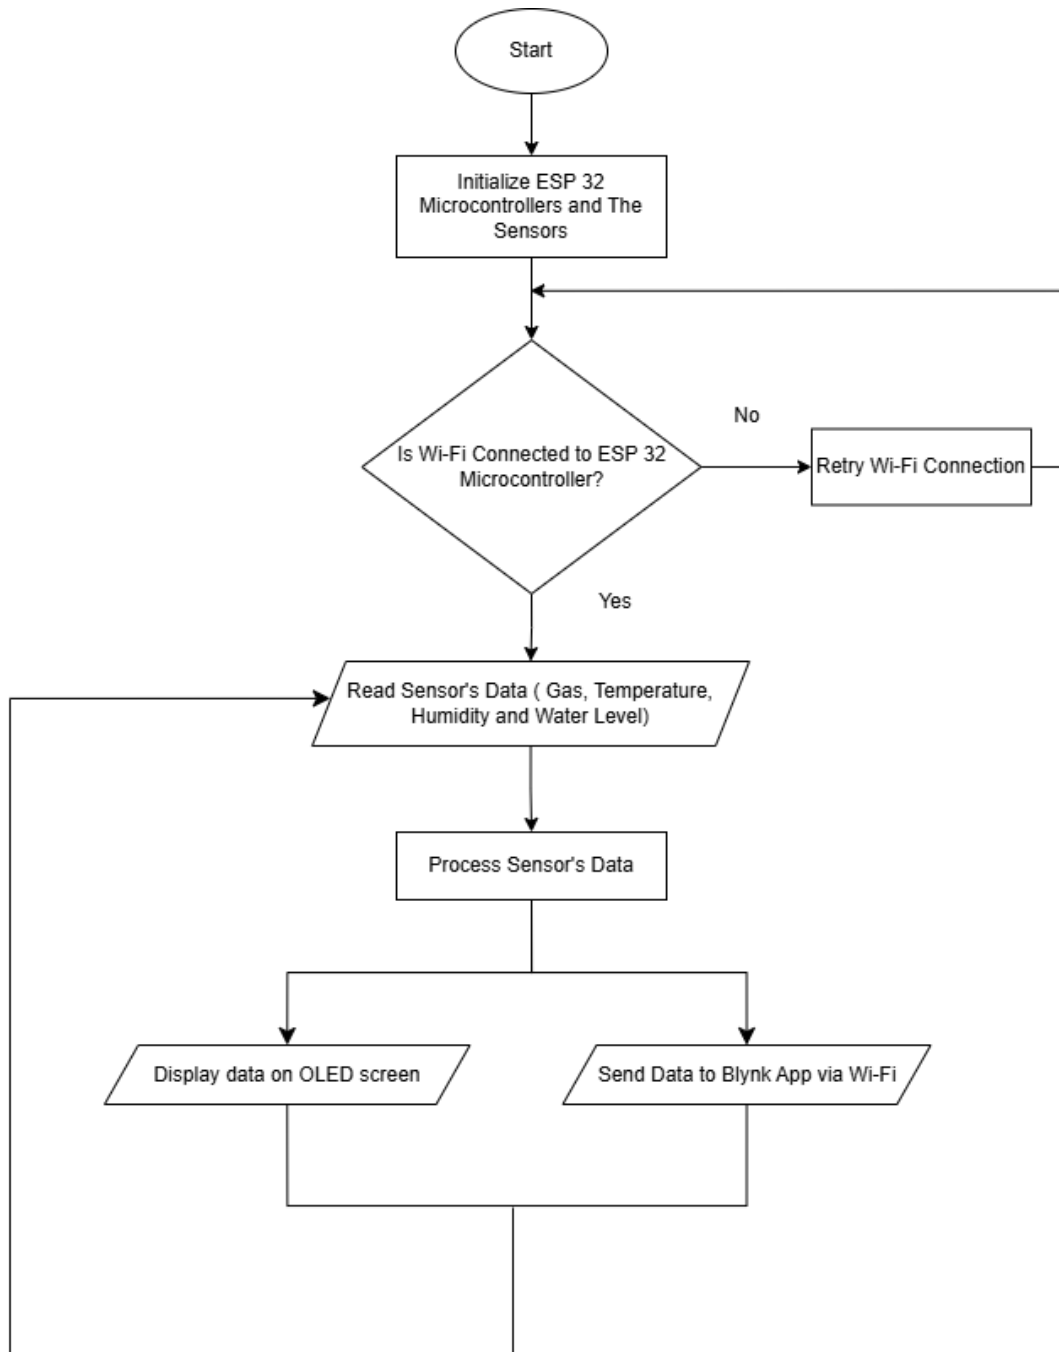 Start
Initialize ESP 32
Microcontrollers and The
Sensors
Is Wi-Fi Connected to ESP 32
Microcontroller?
No
Retry Wi-Fi Connection
Yes
Read Sensor's Data ( Gas, Temperature,
Humidity and Water Level)
Process Sensor's Data
Display data on OLED screen
Send Data to Blynk App via Wi-Fi